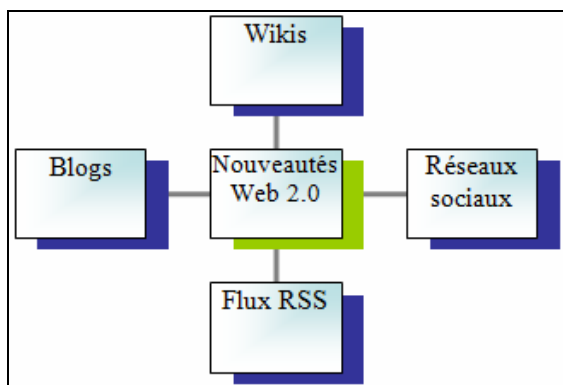 Wikis
Blogs
Nouveautés
Web 2.0
Réseaux
sociaux
Flux RSS